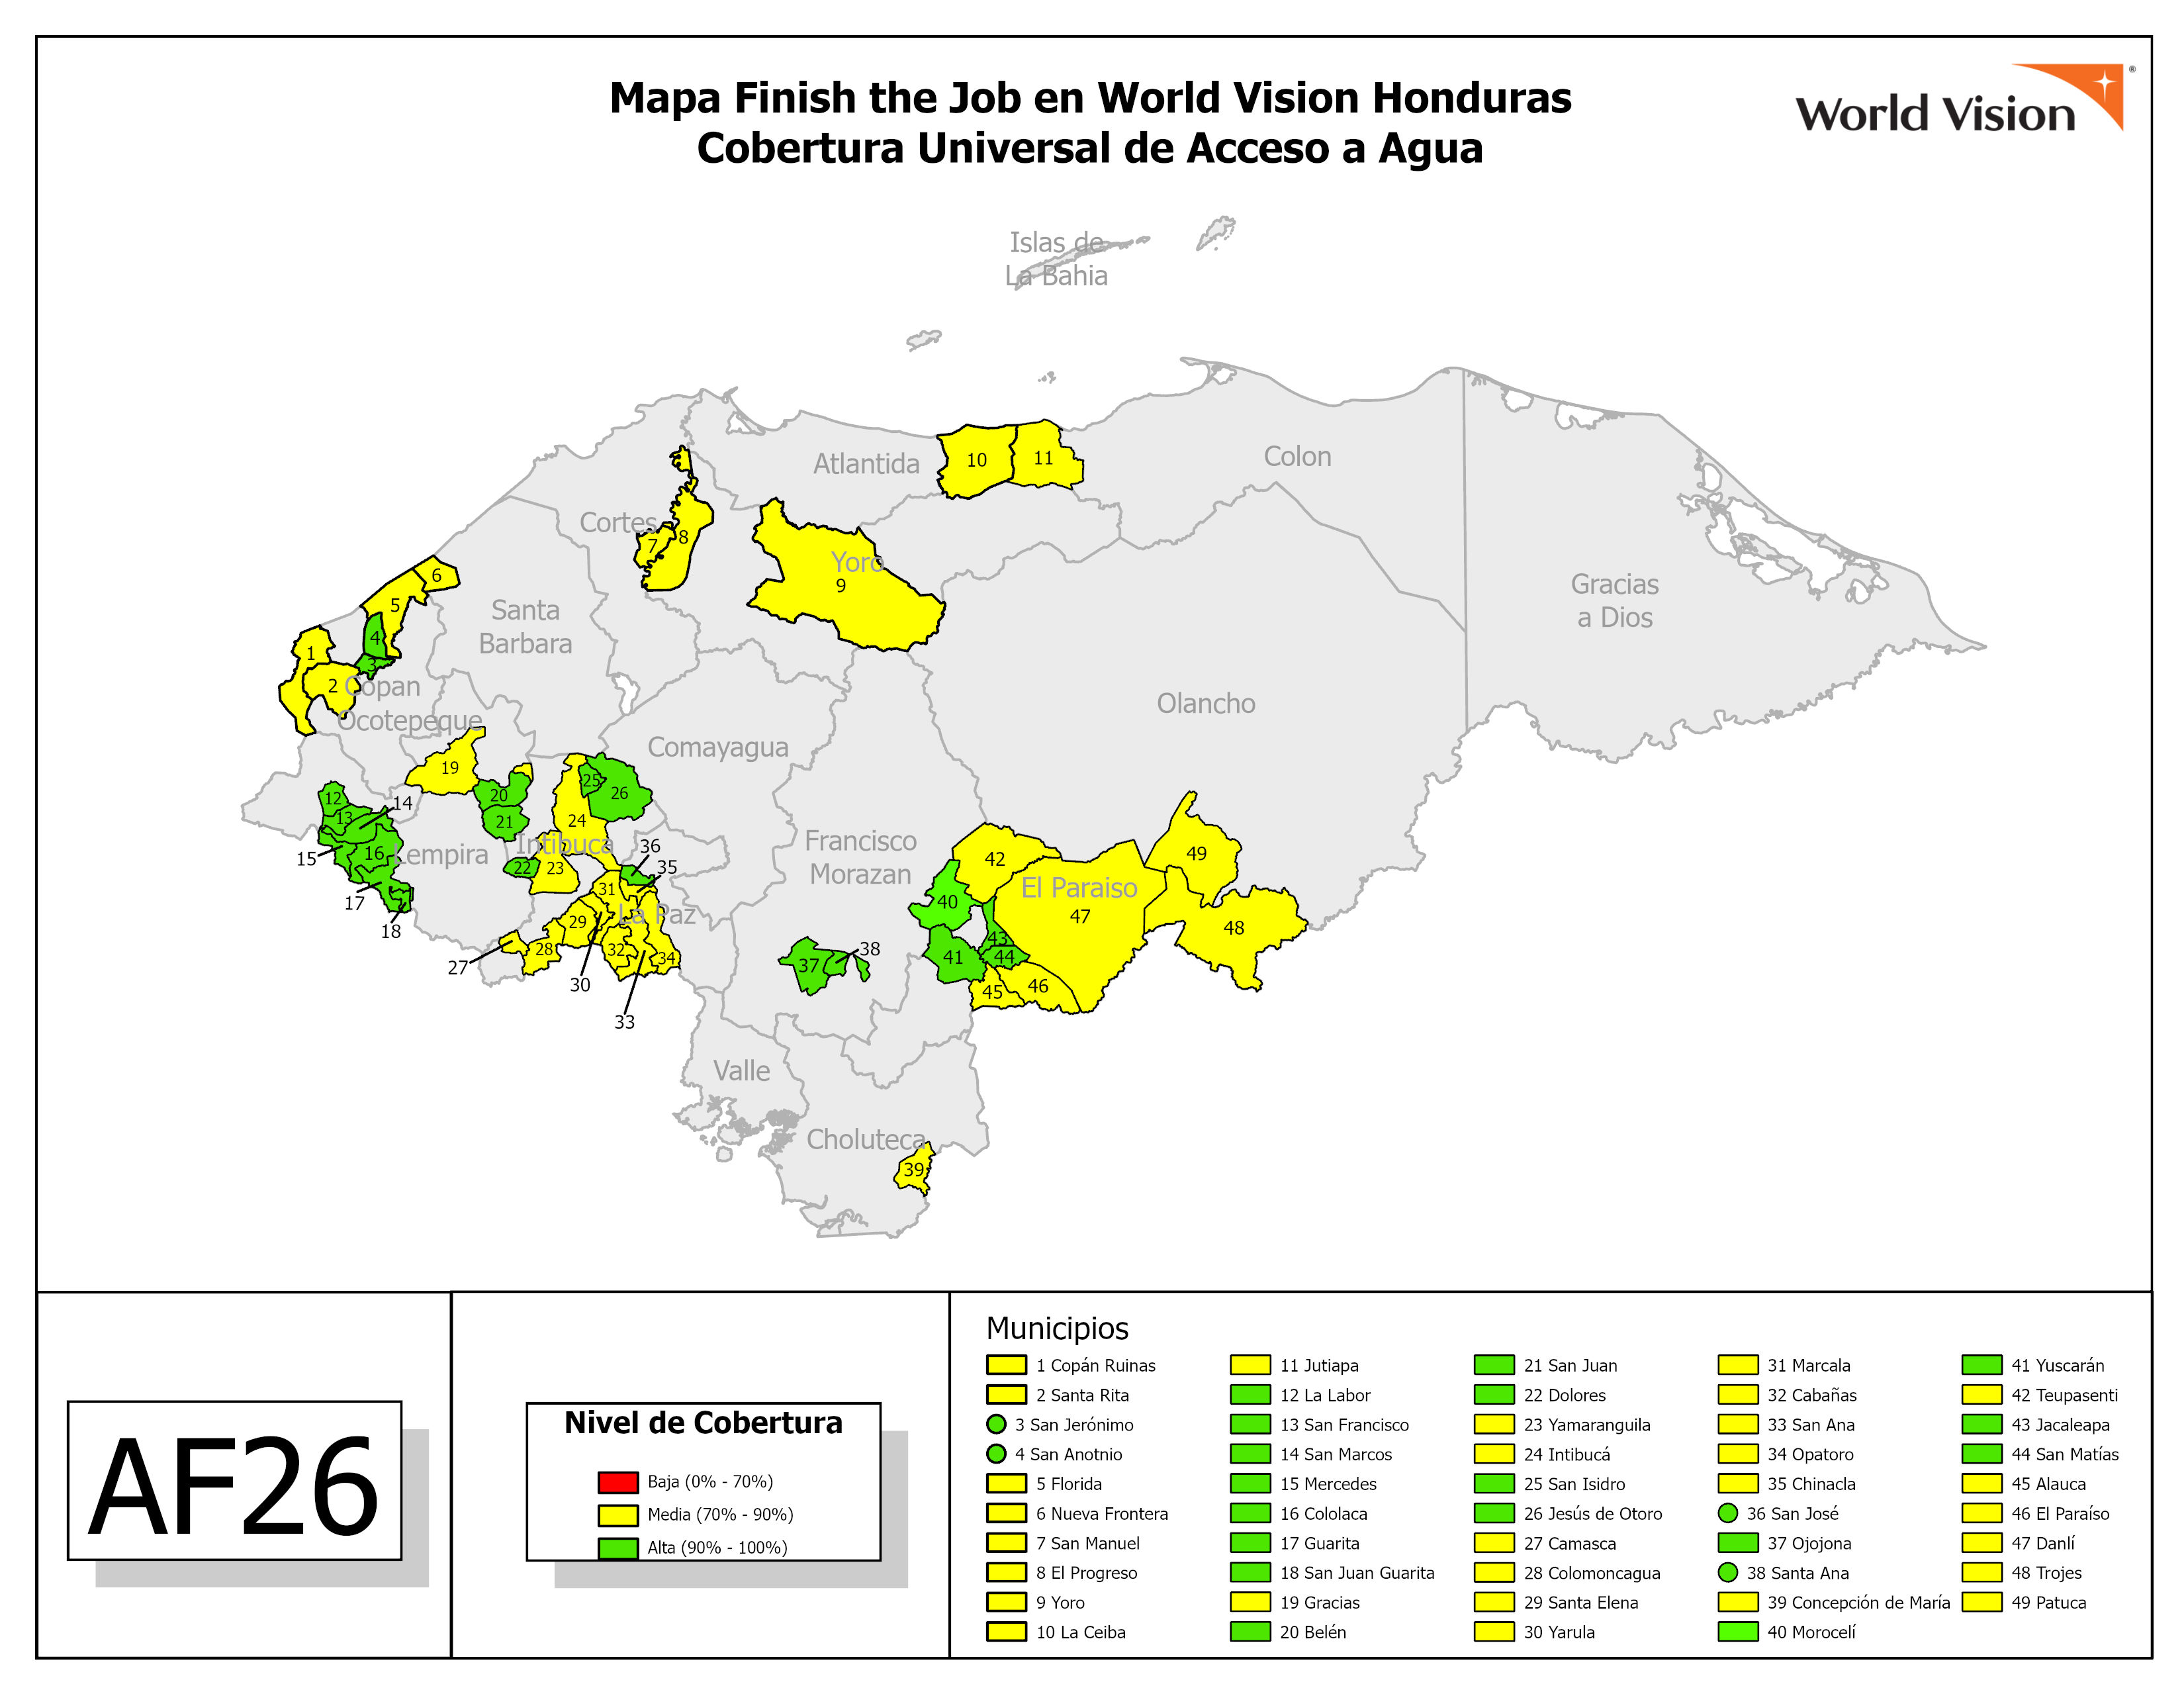 Mapa Finish the Job en World Vision Honduras
Cobertura Universal de Acceso a Agua
World Vision
®
Islas de
La Bahia
Atlantida
Colon
Cortes
Yoro
Gracias
a Dios
Santa
Barbara
Copan
Ocotepeque
Comayagua
Olancho
Lempira
Intibuca
Francisco
Morazan
El Paraiso
La Paz
Valle
Choluteca
10
11
7
8
9
6
5
4
3
1
2
19
12
13
14
15
16
17
18
20
21
25
26
24
22
23
36
35
31
29
27
28
30
32
33
34
37
38
40
41
42
43
44
45
46
47
49
48
39
AF26
Nivel de Cobertura
Baja (0% - 70%)
Media (70% - 90%)
Alta (90% - 100%)
Municipios
1 Copán Ruinas
2 Santa Rita
3 San Jerónimo
4 San Anotnio
5 Florida
6 Nueva Frontera
7 San Manuel
8 El Progreso
9 Yoro
10 La Ceiba
11 Jutiapa
12 La Labor
13 San Francisco
14 San Marcos
15 Mercedes
16 Cololaca
17 Guarita
18 San Juan Guarita
19 Gracias
20 Belén
21 San Juan
22 Dolores
23 Yamaranguila
24 Intibucá
25 San Isidro
26 Jesús de Otoro
27 Camasca
28 Colomoncagua
29 Santa Elena
30 Yarula
31 Marcala
32 Cabañas
33 San Ana
34 Opatoro
35 Chinacla
36 San José
37 Ojojona
38 Santa Ana
39 Concepción de María
40 Morocelí
41 Yuscarán
42 Teupasenti
43 Jacaleapa
44 San Matías
45 Alauca
46 El Paraíso
47 Danlí
48 Trojes
49 Patuca